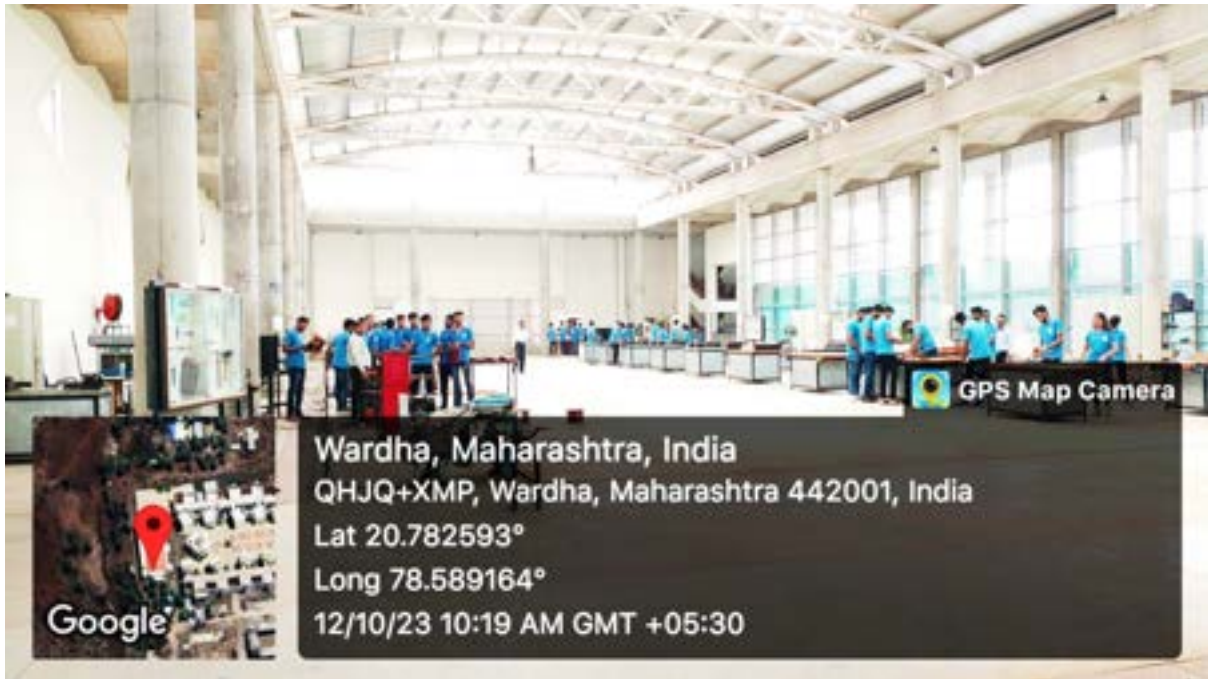 GPS Map Camera
Wardha, Maharashtra, India
QHJQ+XMP, Wardha, Maharashtra 442001, India
Lat 20.782593°
Long 78.589164°
12/10/23 10:19 AM GMT +05:30
Google